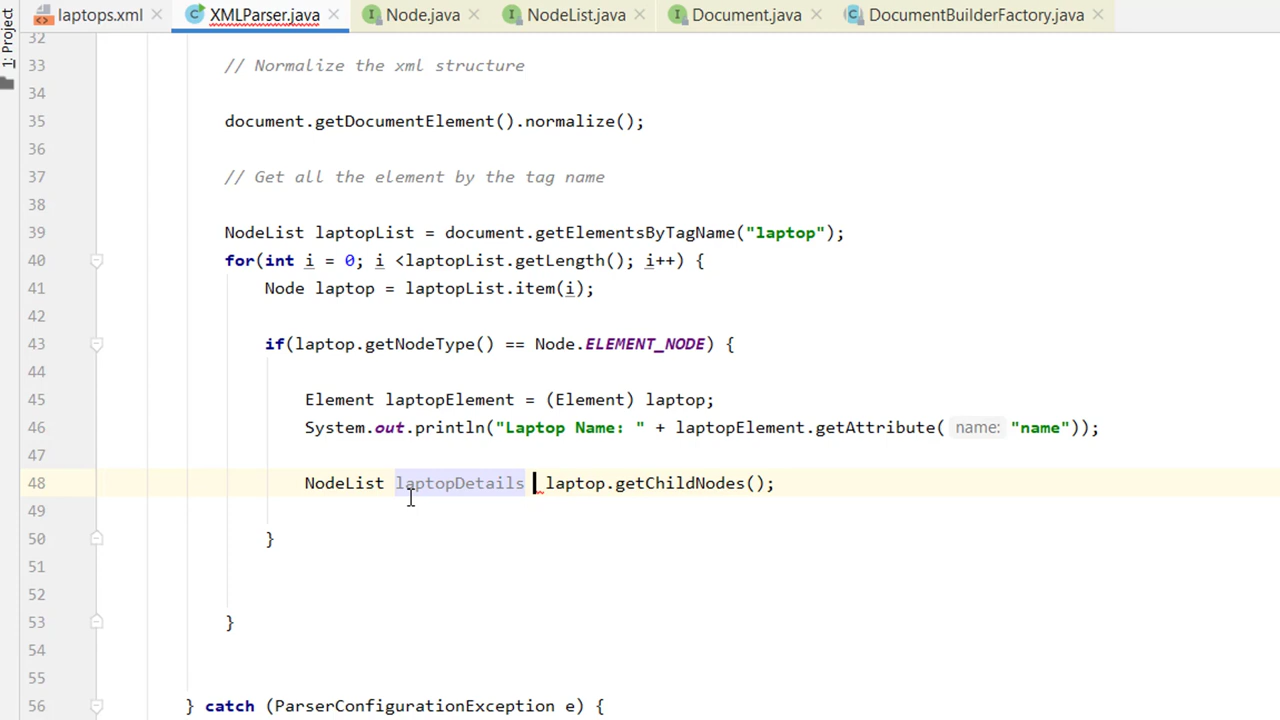 laptops.xml XMLParser.java Node.java NodeList.java Document.java DocumentBuilderFactory.java
1: Project
32
33 // Normalize the xml structure
34
35 document.getDocumentElement().normalize();
36
37 // Get all the element by the tag name
38
39 NodeList laptopList = document.getElementsByTagName("laptop");
40 for(int i = 0; i <laptopList.getLength(); i++) {
41 Node laptop = laptopList.item(i);
42
43 if(laptop.getNodeType() == Node.ELEMENT_NODE) {
44
45 Element laptopElement = (Element) laptop;
46 System.out.println("Laptop Name: " + laptopElement.getAttribute( name: "name"));
47
48 NodeList laptopDetails laptop.getChildNodes();
49
50 }
51
52
53 }
54
55
56 } catch (ParserConfigurationException e) {